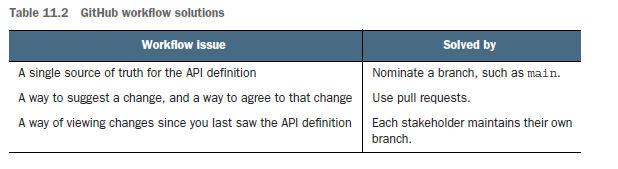 Table 11.2 GitHub workflow solutions
Workflow issue Solved by
A single source of truth for the API definition Nominate a branch, such as main.
A way to suggest a change, and a way to agree to that change Use pull requests.
A way of viewing changes since you last saw the API definition Each stakeholder maintains their own
branch.